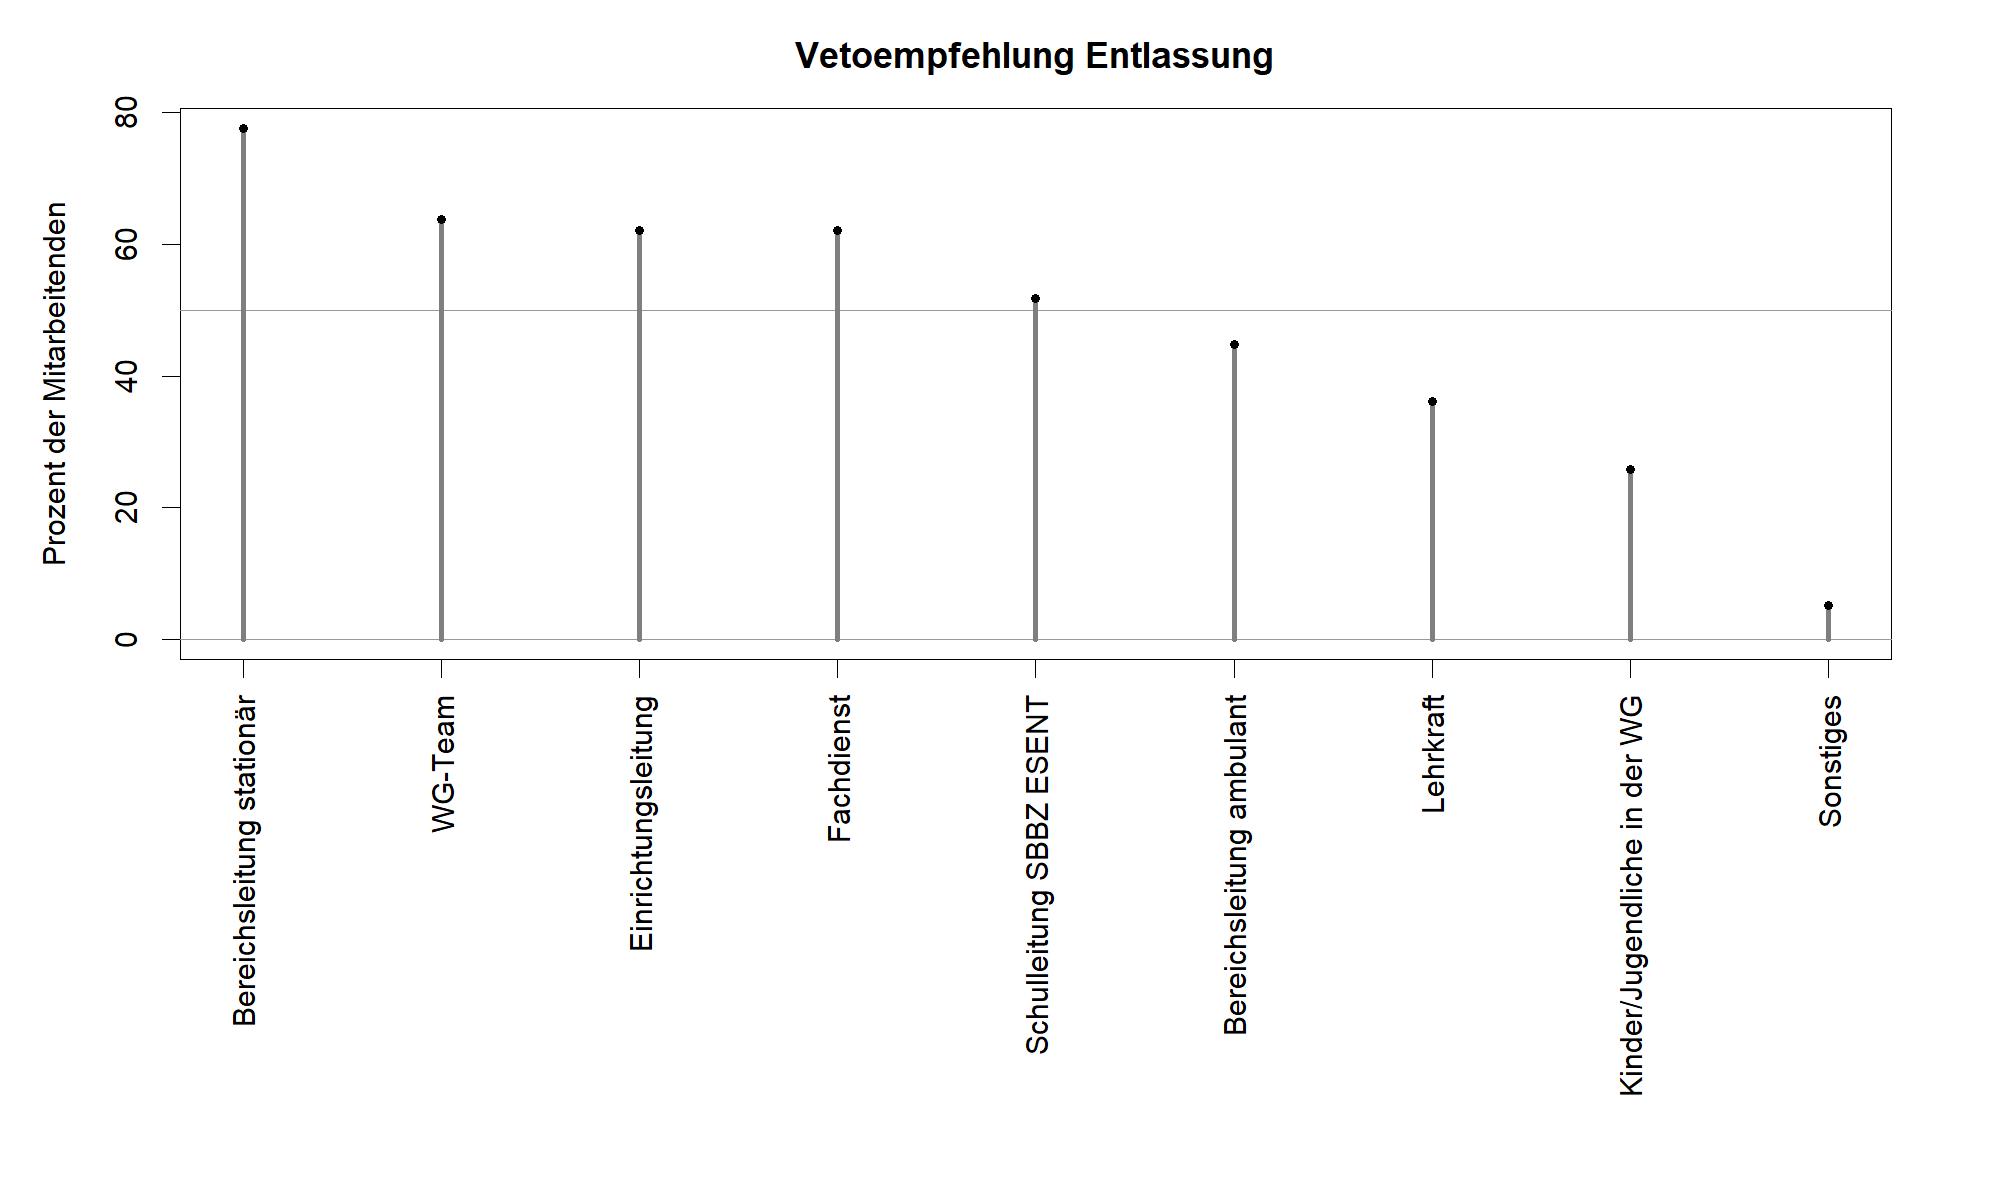 Vetoempfehlung Entlassung
Prozent der Mitarbeitenden
80
60
40
20
0
Bereichsleitung stationär
WG-Team
Einrichtungsleitung
Fachdienst
Schulleitung SBBZ ESENT
Bereichsleitung ambulant
Lehrkraft
Kinder/Jugendliche in der WG
Sonstiges